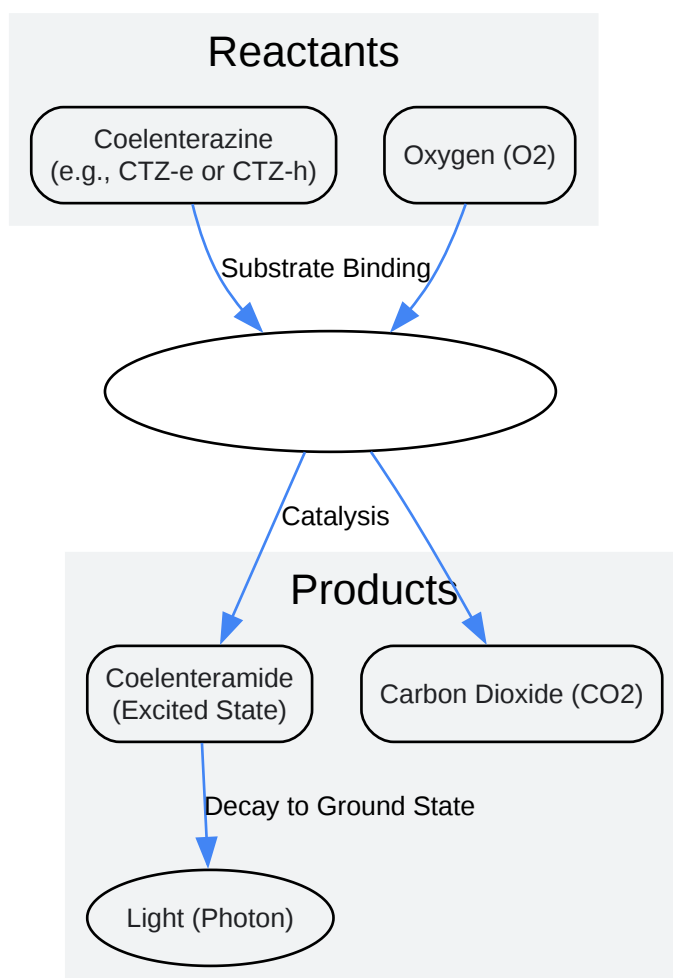 Reactants
Coelenterazine
(e.g., CTZ-e or CTZ-h)
Oxygen (O2)
Substrate Binding
Catalysis
Products
Coelenteramide
(Excited State)
Carbon Dioxide (CO2)
Decay to Ground State
Light (Photon)